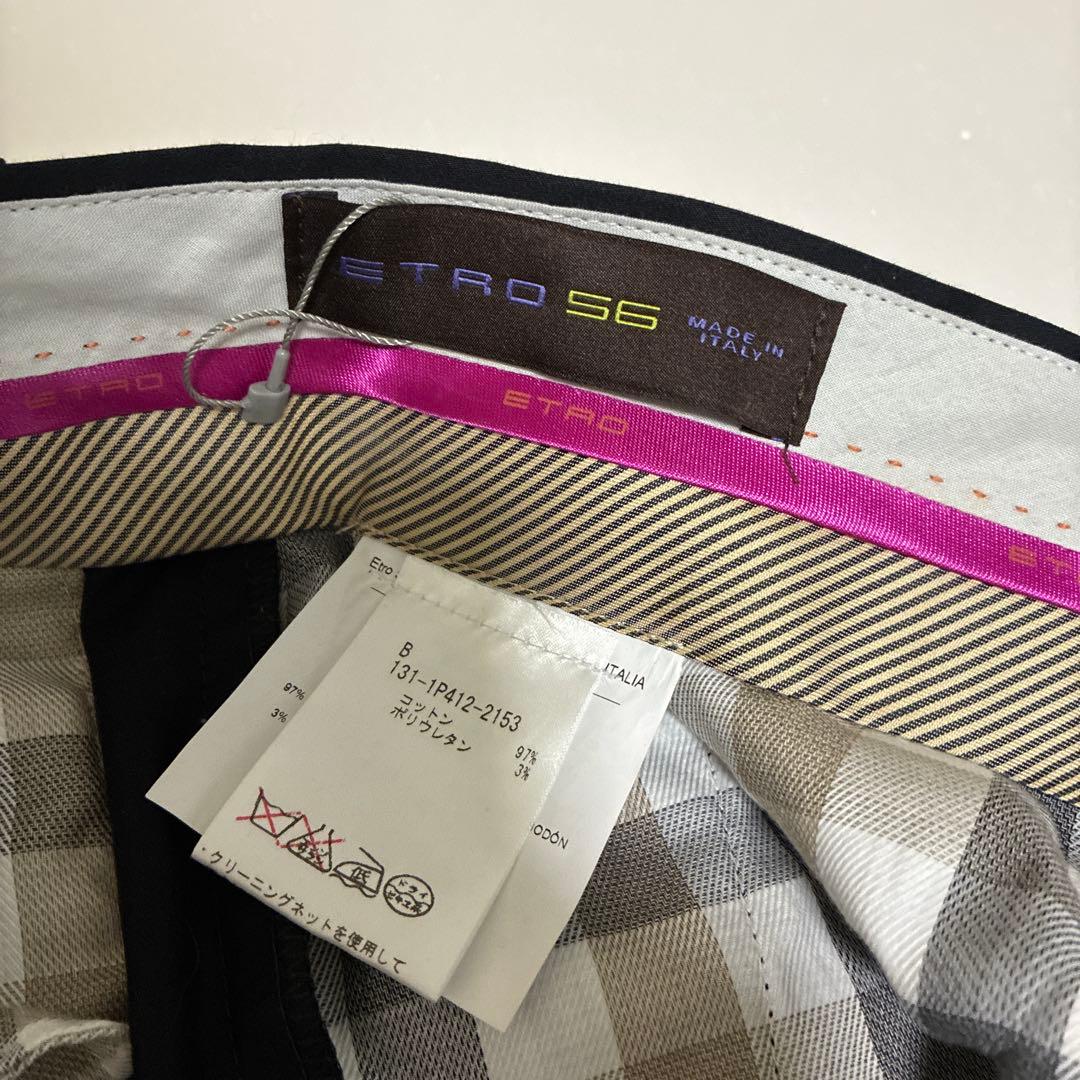 ETRO 56 MADE IN
ITALY
ETRO
ETRO
ET
Etro
ITALIA
B
131-1P412-2153
コットン 97%
ポリウレタン 3%
97%
3%
ODÓN
低
ドライ
・クリーニングネットを使用して